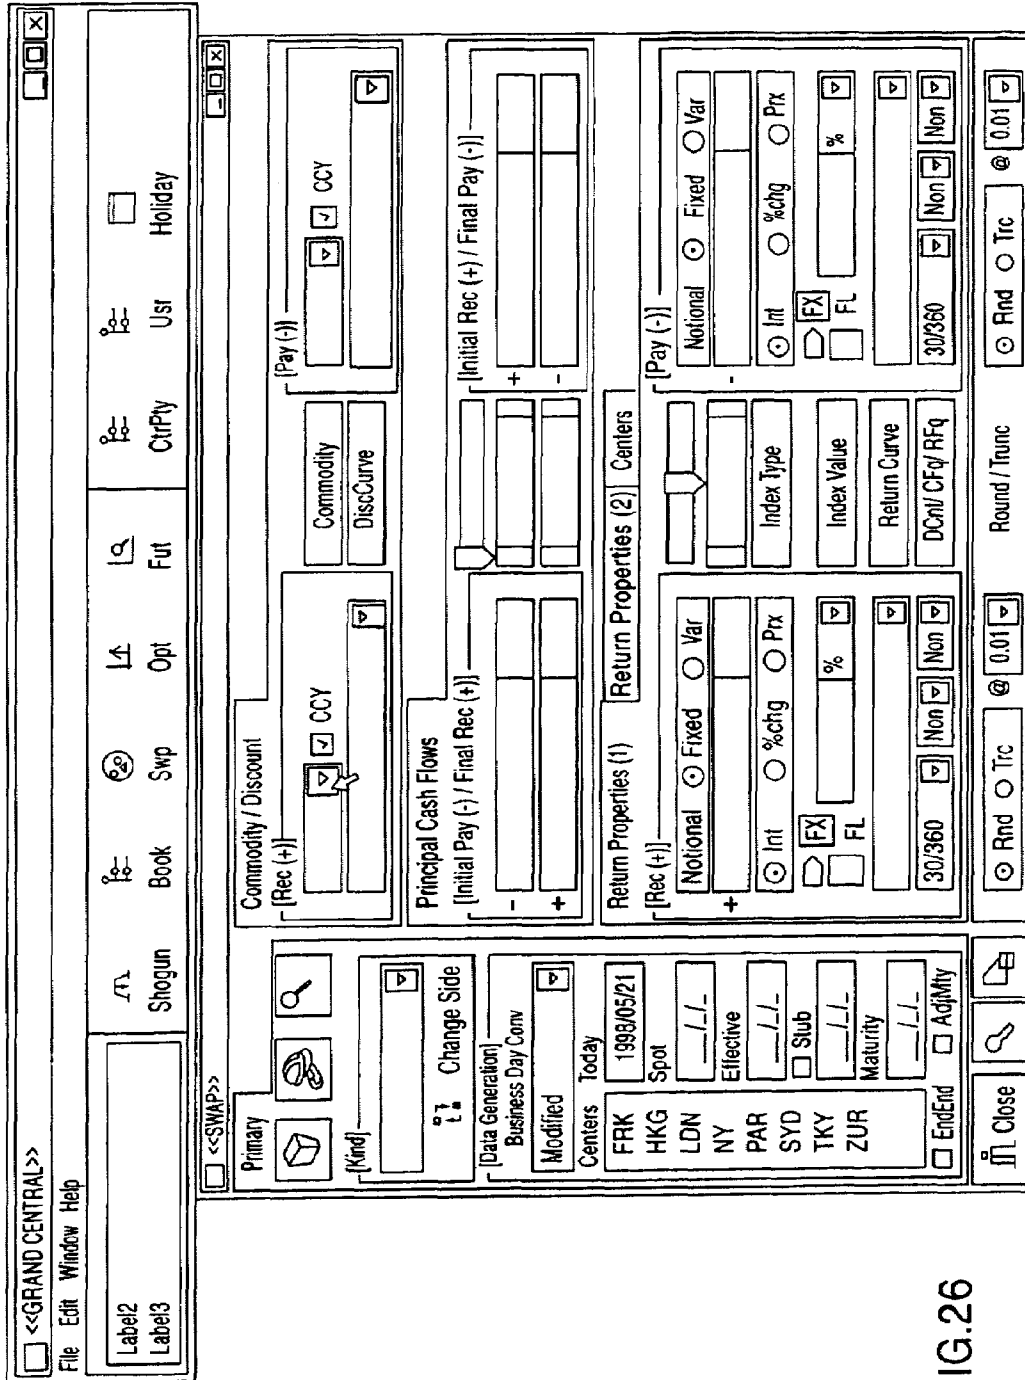 <<GRAND CENTRAL>>
File Edit Window Help
Label2
Label3
Shogun Book Swp Opt Fut CtrPty Usr Holiday
<<SWAP>>
Primary
[Kind]
Change Side
[Data Generation]
Business Day Conv
Modified
Centers Today
FRK
HKG
LDN
NY
PAR
SYD
TKY
ZUR
1998/05/21
Spot
__/_/_
Effective
__/_/_
Stub
__/_/_
Maturity
__/_/_
EndEnd AdjMty
Close
Commodity / Discount
[Rec (+)] [Pay (-)]
CCY Commodity CCY
DiscCurve
Principal Cash Flows
[Initial Pay (-) / Final Rec (+)] [Initial Rec (+) / Final Pay (-)]
- +
+ -
Return Properties (1) Return Properties (2) Centers
[Rec (+)] [Pay (-)]
Notional Fixed Var Notional Fixed Var
+ -
Int %chg Prx Index Type Int %chg Prx
FX % Index Value FX %
FL FL
Return Curve
30/360 Non Non DCnt/ CFq/ RFq 30/360 Non Non
Rnd Trc @ 0.01 Round / Trunc Rnd Trc @ 0.01
IG.26